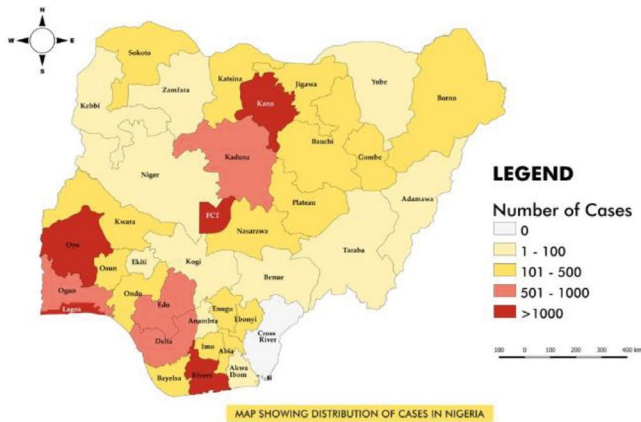 N
W E
S
Sokoto
Katsina
Jigawa
Yobe
Borno
Zamfara
Kano
Kebbi
Kaduna
Bauchi
Gombe
Niger
Adamawa
Plateau
FCT
Kwara
Nasarawa
Oyo
Taraba
Ekiti
Kogi
Osun
Benue
Ogun
Ondo
Edo
Lagos
Anambra
Enugu
Ebonyi
Cross
River
Delta
Imo
Abia
Akwa
Ibom
Bayelsa
Rivers
LEGEND
Number of Cases
0
1 - 100
101 - 500
501 - 1000
>1000
100 0 100 200 300 400 km
MAP SHOWING DISTRIBUTION OF CASES IN NIGERIA